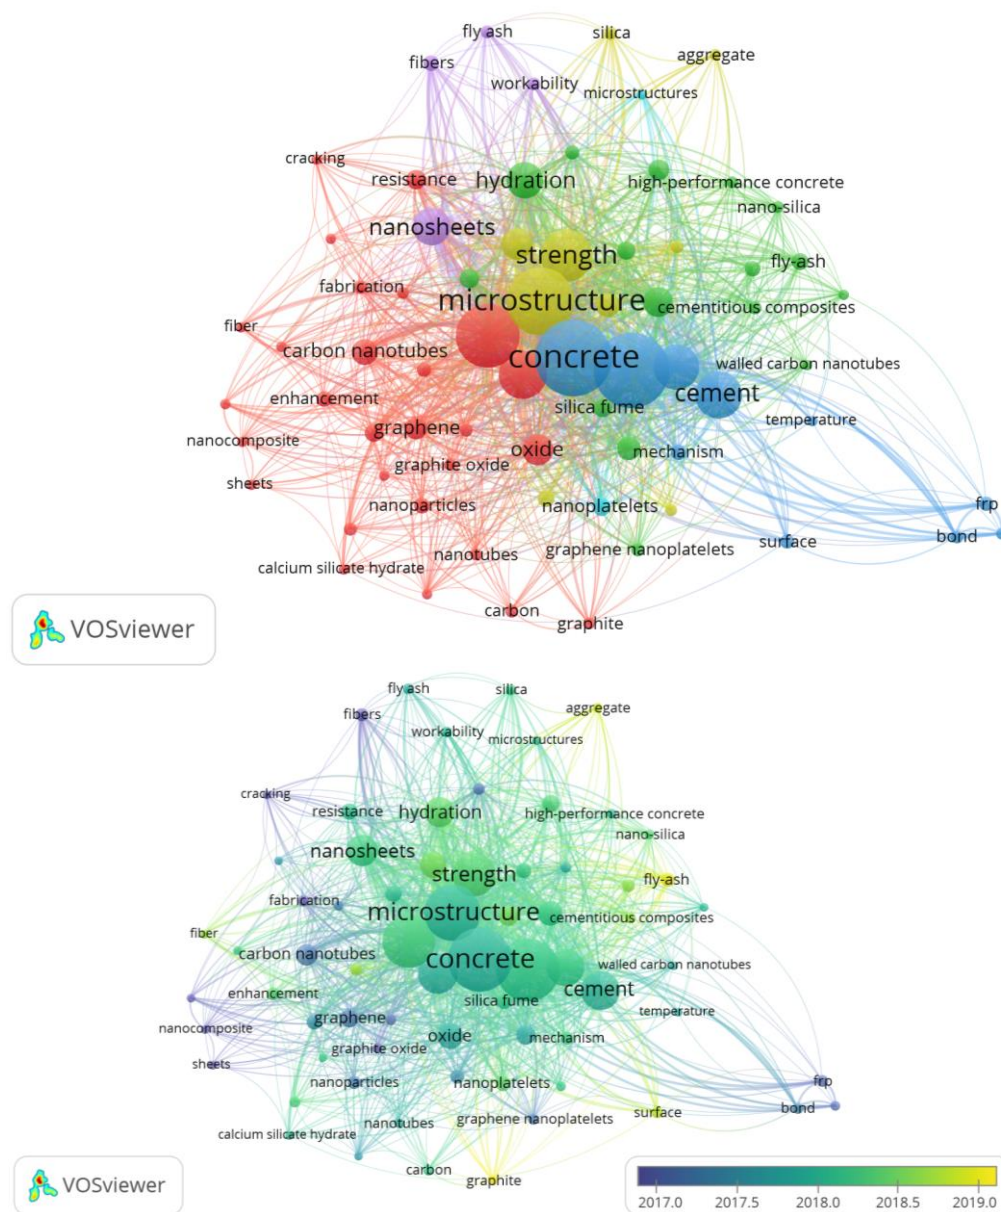 fly ash
silica
aggregate
fibers
workability
microstructures
cracking
resistance
hydration
high-performance concrete
nano-silica
nanosheets
strength
fly-ash
fabrication
microstructure
cementitious composites
fiber
carbon nanotubes
concrete
walled carbon nanotubes
enhancement
cement
silica fume
temperature
graphene
nanocomposite
oxide
mechanism
graphite oxide
sheets
nanoparticles
nanoplatelets
frp
bond
surface
nanotubes
graphene nanoplatelets
calcium silicate hydrate
carbon
graphite
VOSviewer
fly ash
silica
aggregate
fibers
workability
microstructures
cracking
resistance
hydration
high-performance concrete
nano-silica
nanosheets
strength
fly-ash
fabrication
microstructure
cementitious composites
fiber
carbon nanotubes
concrete
walled carbon nanotubes
enhancement
cement
silica fume
temperature
graphene
nanocomposite
oxide
mechanism
graphite oxide
sheets
nanoparticles
nanoplatelets
frp
bond
surface
graphene nanoplatelets
nanotubes
calcium silicate hydrate
carbon
graphite
VOSviewer
2017.0 2017.5 2018.0 2018.5 2019.0